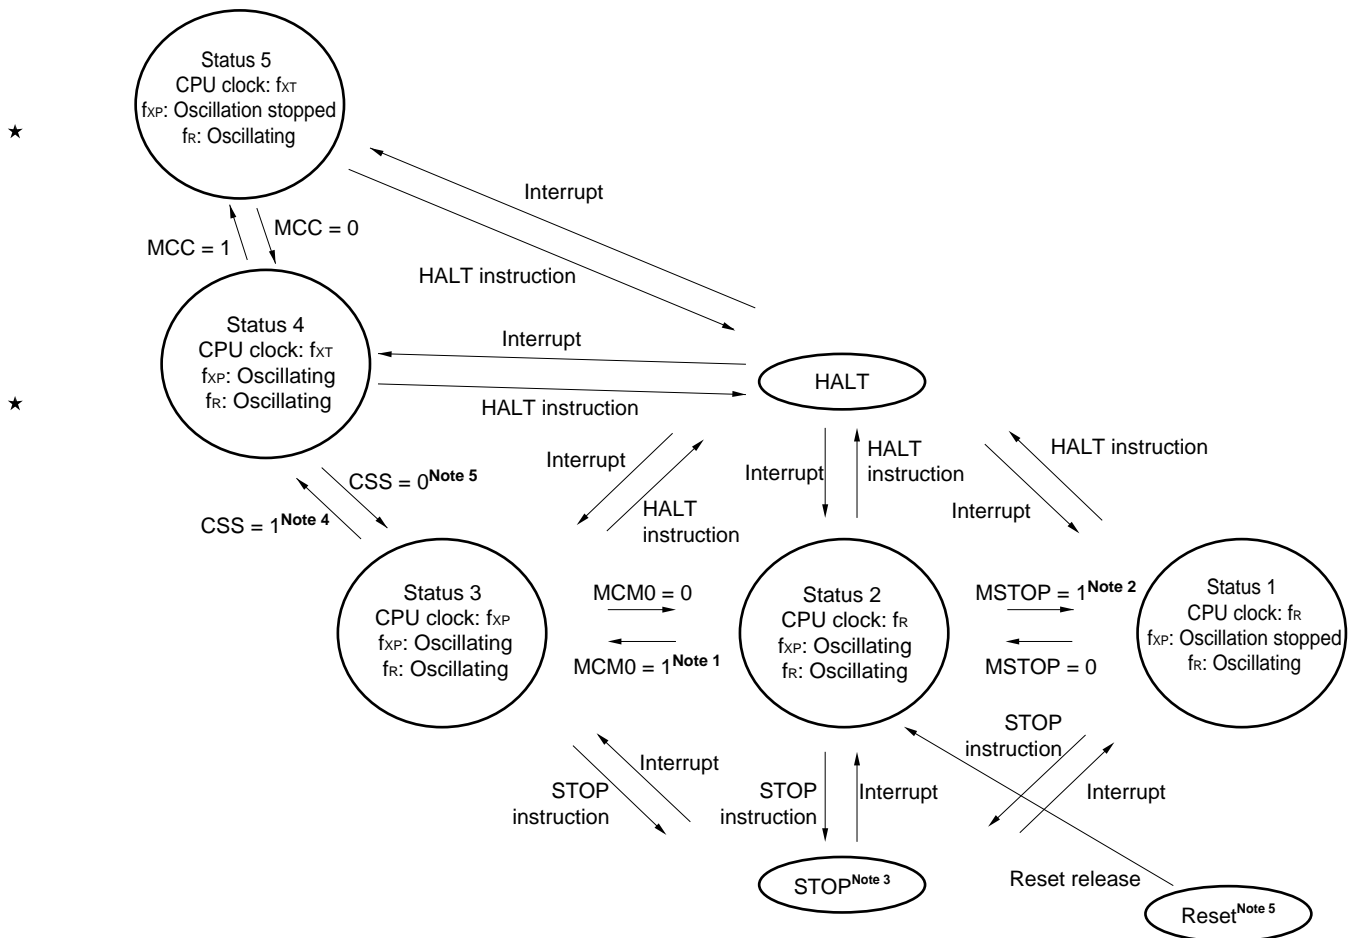 Status 5
CPU clock: fXT
fXP: Oscillation stopped
fR: Oscillating
★
Interrupt
MCC = 0
MCC = 1
HALT instruction
Status 4
CPU clock: fXT
fXP: Oscillating
fR: Oscillating
★
Interrupt
HALT instruction
HALT
Interrupt
HALT
instruction
Interrupt
HALT
instruction
HALT instruction
Interrupt
CSS = 0Note 5
CSS = 1Note 4
Status 3
CPU clock: fXP
fXP: Oscillating
fR: Oscillating
MCM0 = 0
MCM0 = 1Note 1
Status 2
CPU clock: fR
fXP: Oscillating
fR: Oscillating
MSTOP = 1Note 2
MSTOP = 0
Status 1
CPU clock: fR
fXP: Oscillation stopped
fR: Oscillating
Interrupt
STOP
instruction
STOP
instruction
Interrupt
STOP
instruction
Interrupt
STOPNote 3
Reset release
ResetNote 5